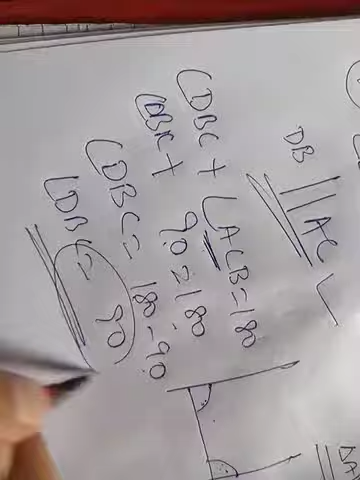 DB || AC ✓
∠DBC + ∠ACB = 180
∠DBC + 90 = 180
∠DBC = 180 - 90
∠DBC = 90